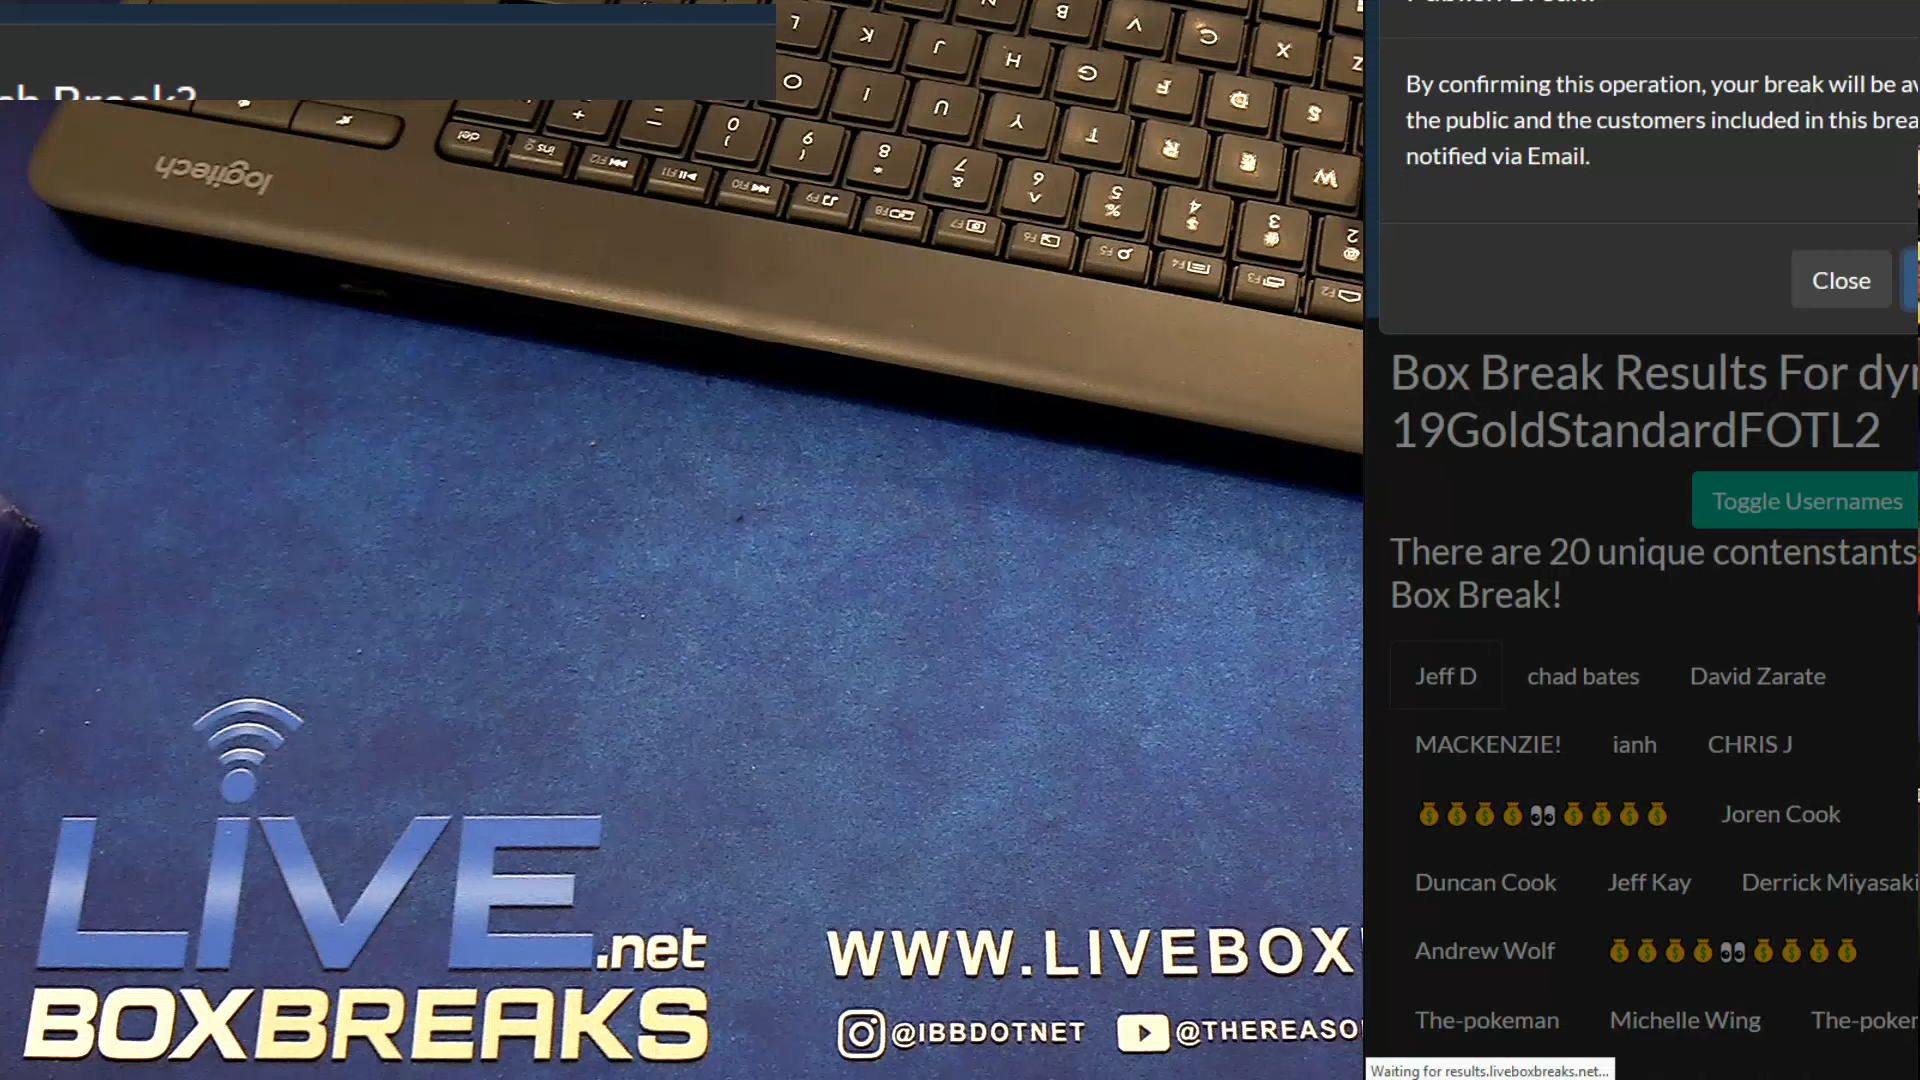 Break?
logitech
LIVE.net
BOXBREAKS
WWW.LIVEBOX
@IBBDOTNET
@THEREASO
By confirming this operation, your break will be av
the public and the customers included in this brea
notified via Email.
Close
Box Break Results For dy
19GoldStandardFOTL2
Toggle Usernames
There are 20 unique contenstants
Box Break!
Jeff D chad bates David Zarate
MACKENZIE! ianh CHRIS J
Joren Cook
Duncan Cook Jeff Kay Derrick Miyasaki
Andrew Wolf
The-pokeman Michelle Wing The-poke
Waiting for results.liveboxbreaks.net...